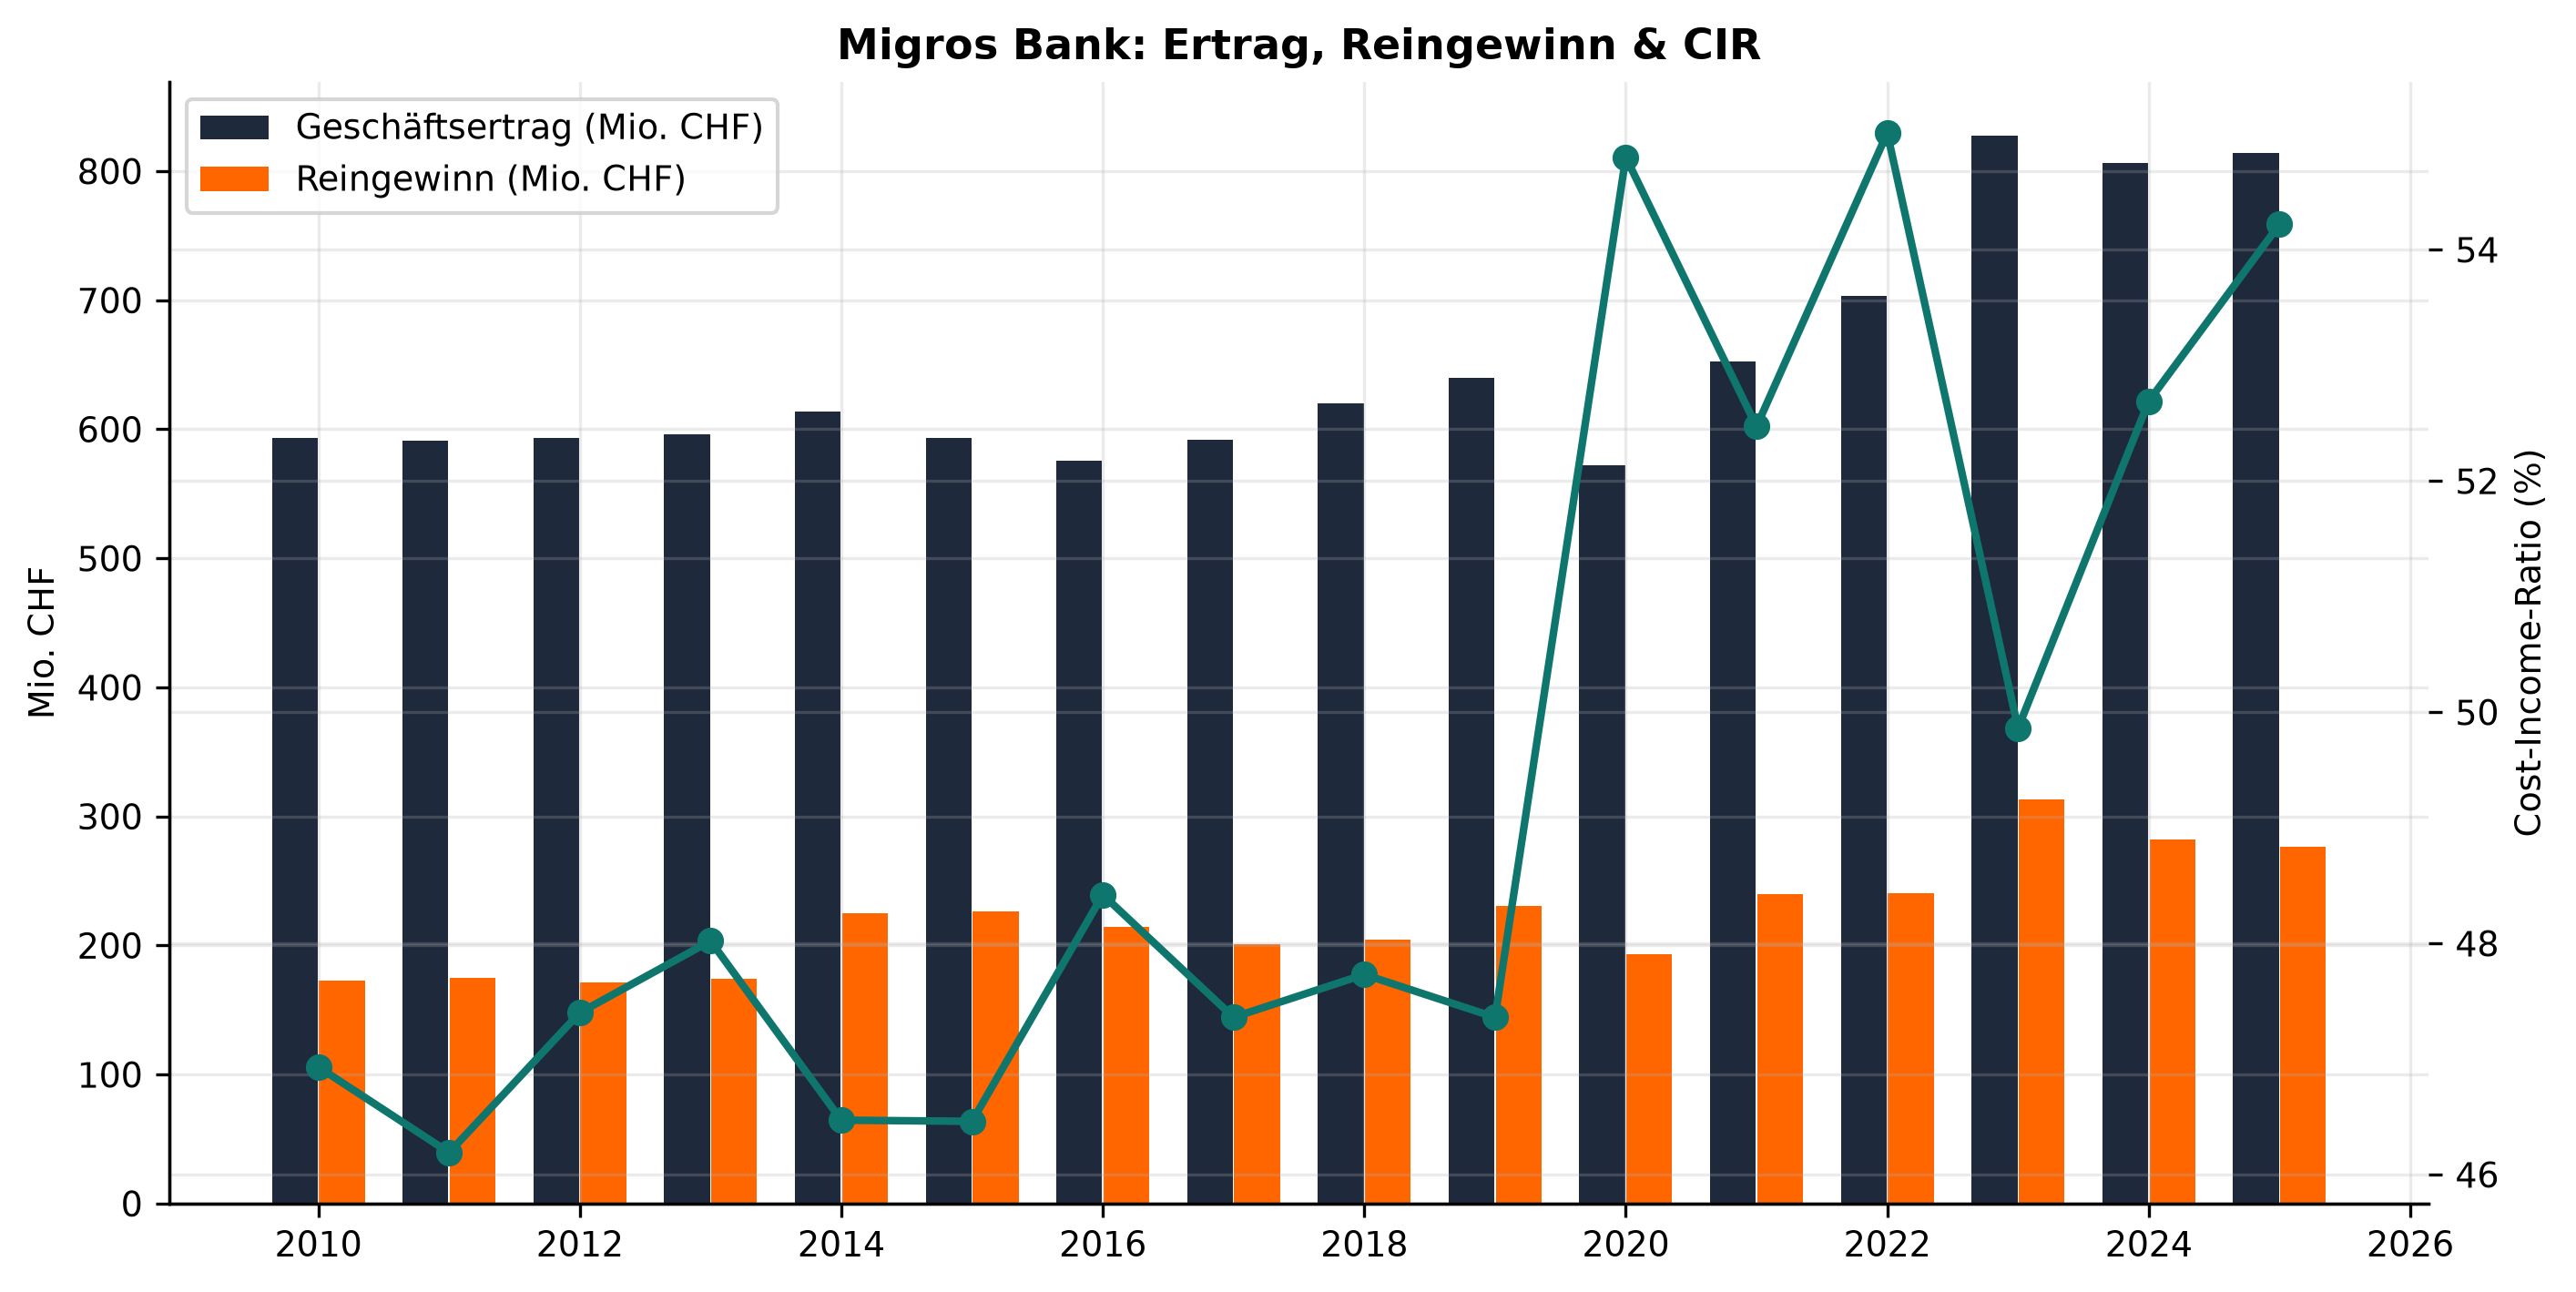 Migros Bank: Ertrag, Reingewinn & CIR
Geschäftsertrag (Mio. CHF)
Reingewinn (Mio. CHF)
Mio. CHF
800
700
600
500
400
300
200
100
0
54
52
50
48
46
Cost-Income-Ratio (%)
2010 2012 2014 2016 2018 2020 2022 2024 2026